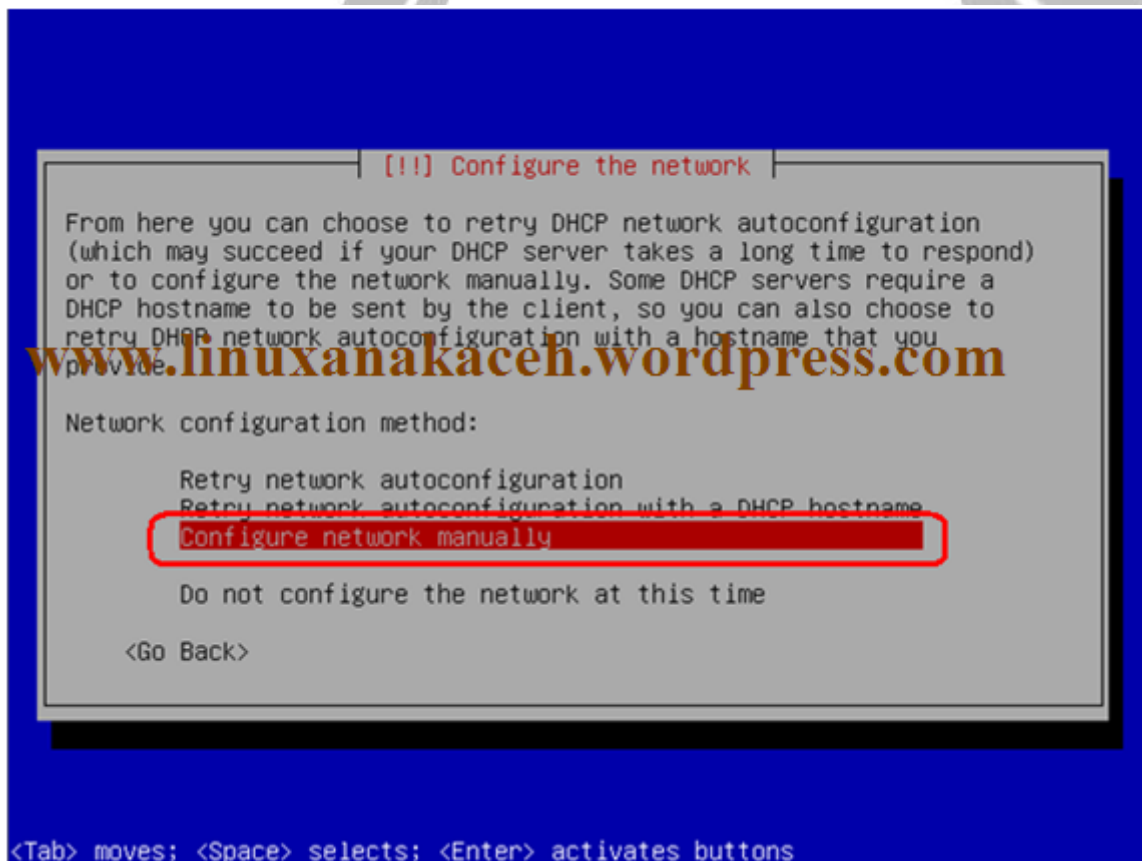 [!!] Configure the network
From here you can choose to retry DHCP network autoconfiguration
(which may succeed if your DHCP server takes a long time to respond)
or to configure the network manually. Some DHCP servers require a
DHCP hostname to be sent by the client, so you can also choose to
retry DHCP network autoconfiguration with a hostname that you
provide.
www.linuxanakaceh.wordpress.com
Network configuration method:
Retry network autoconfiguration
Retry network autoconfiguration with a DHCP hostname
Configure network manually
Do not configure the network at this time
<Go Back>
<Tab> moves; <Space> selects; <Enter> activates buttons